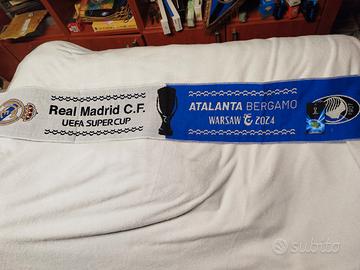 Real Madrid C.F.
UEFA SUPER CUP
ATALANTA BERGAMO
WARSAW 2024
subito